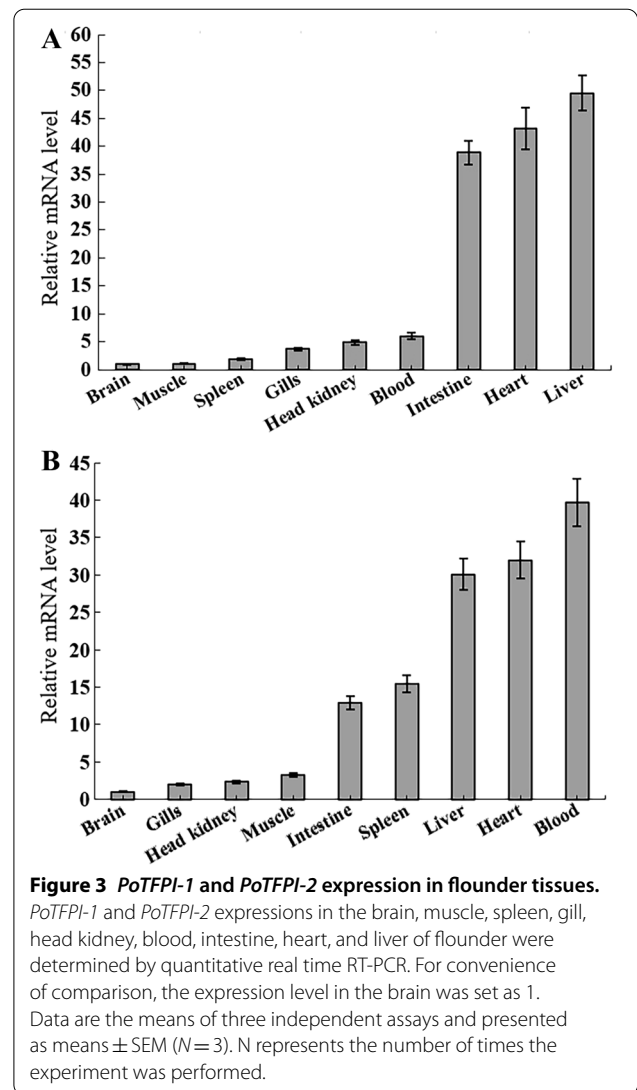 A
60
55
50
45
40
35
30
25
20
15
10
5
0
Relative mRNA level
Brain Muscle Spleen Gills Head kidney Blood Intestine Heart Liver
B
45
40
35
30
25
20
15
10
5
0
Relative mRNA level
Brain Gills Head kidney Muscle Intestine Spleen Liver Heart Blood
Figure 3 PoTFPI-1 and PoTFPI-2 expression in flounder tissues.
PoTFPI-1 and PoTFPI-2 expressions in the brain, muscle, spleen, gill,
head kidney, blood, intestine, heart, and liver of flounder were
determined by quantitative real time RT-PCR. For convenience
of comparison, the expression level in the brain was set as 1.
Data are the means of three independent assays and presented
as means ± SEM (N = 3). N represents the number of times the
experiment was performed.